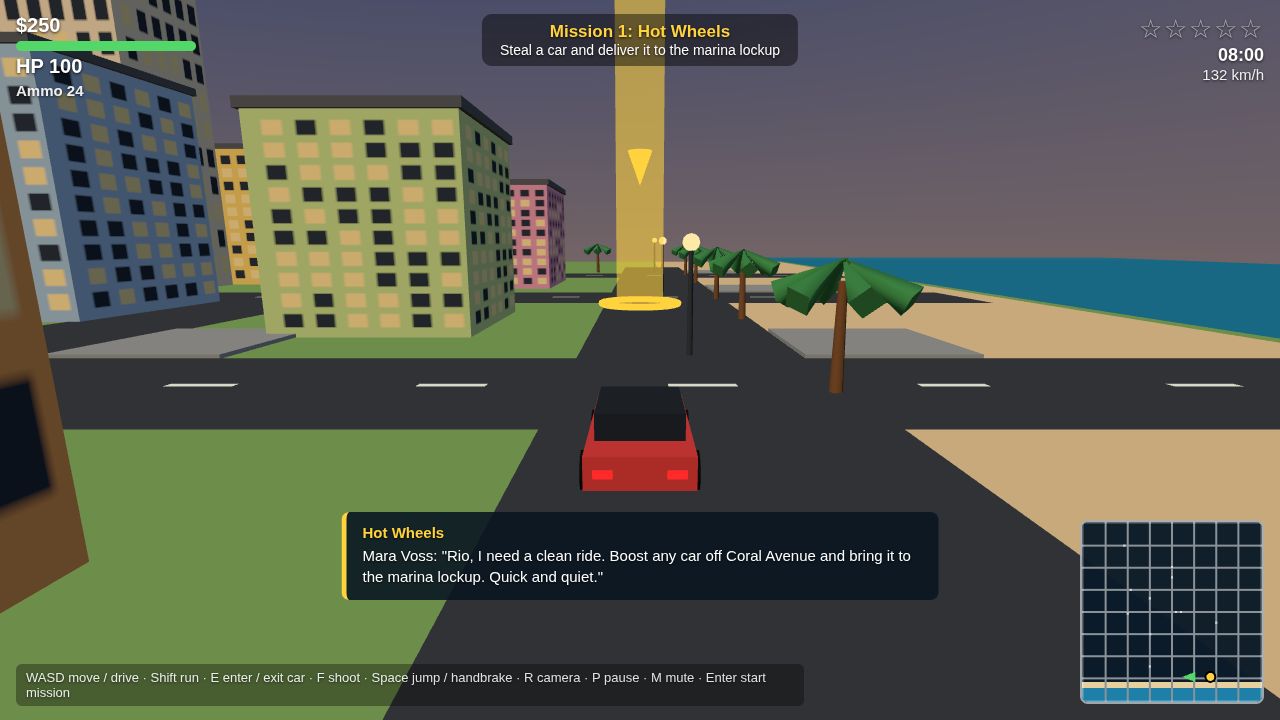 $250
HP 100
Ammo 24
Mission 1: Hot Wheels
Steal a car and deliver it to the marina lockup
☆☆☆☆☆
08:00
132 km/h
Hot Wheels
Mara Voss: "Rio, I need a clean ride. Boost any car off Coral Avenue and bring it to
the marina lockup. Quick and quiet."
WASD move / drive · Shift run · E enter / exit car · F shoot · Space jump / handbrake · R camera · P pause · M mute · Enter start
mission